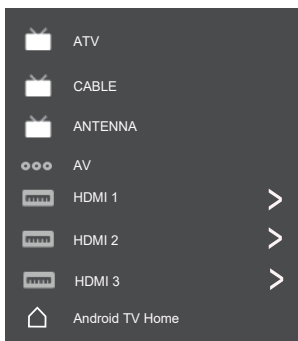 ATV
CABLE
ANTENNA
AV
HDMI 1
HDMI 2
HDMI 3
Android TV Home